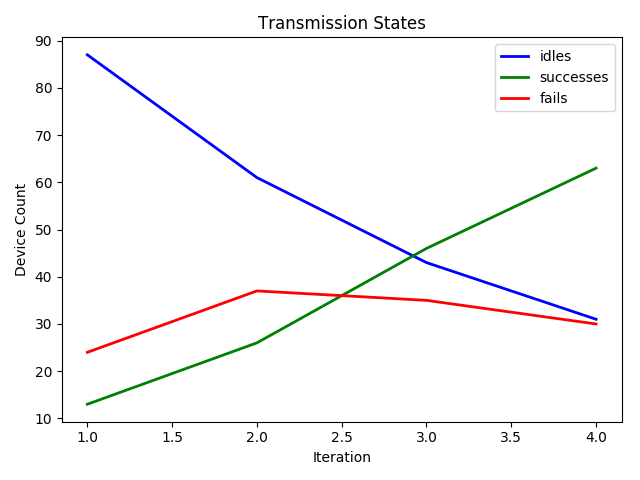 Transmission States
idles
successes
fails
Device Count
90
80
70
60
50
40
30
20
10
1.0 1.5 2.0 2.5 3.0 3.5 4.0
Iteration